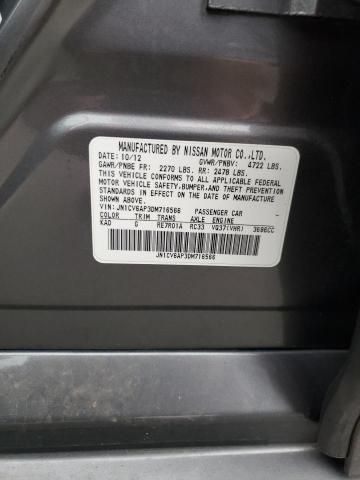 MANUFACTURED BY NISSAN MOTOR CO.,LTD.
DATE: 10/12 GVWR/PNBV: 4722 LBS.
GAWR/PNBE FR: 2270 LBS. RR: 2478 LBS.
THIS VEHICLE CONFORMS TO ALL APPLICABLE FEDERAL
MOTOR VEHICLE SAFETY,BUMPER,AND THEFT PREVENTION
STANDARDS IN EFFECT ON THE DATE OF MANUFACTURE
SHOWN ABOVE.
VIN: JN1CV6AP3DM716566 PASSENGER CAR
COLOR TRIM TRANS AXLE ENGINE
KAD G RE7R01A RC33 VQ37(VHR) 3696CC
JN1CV6AP3DM716566